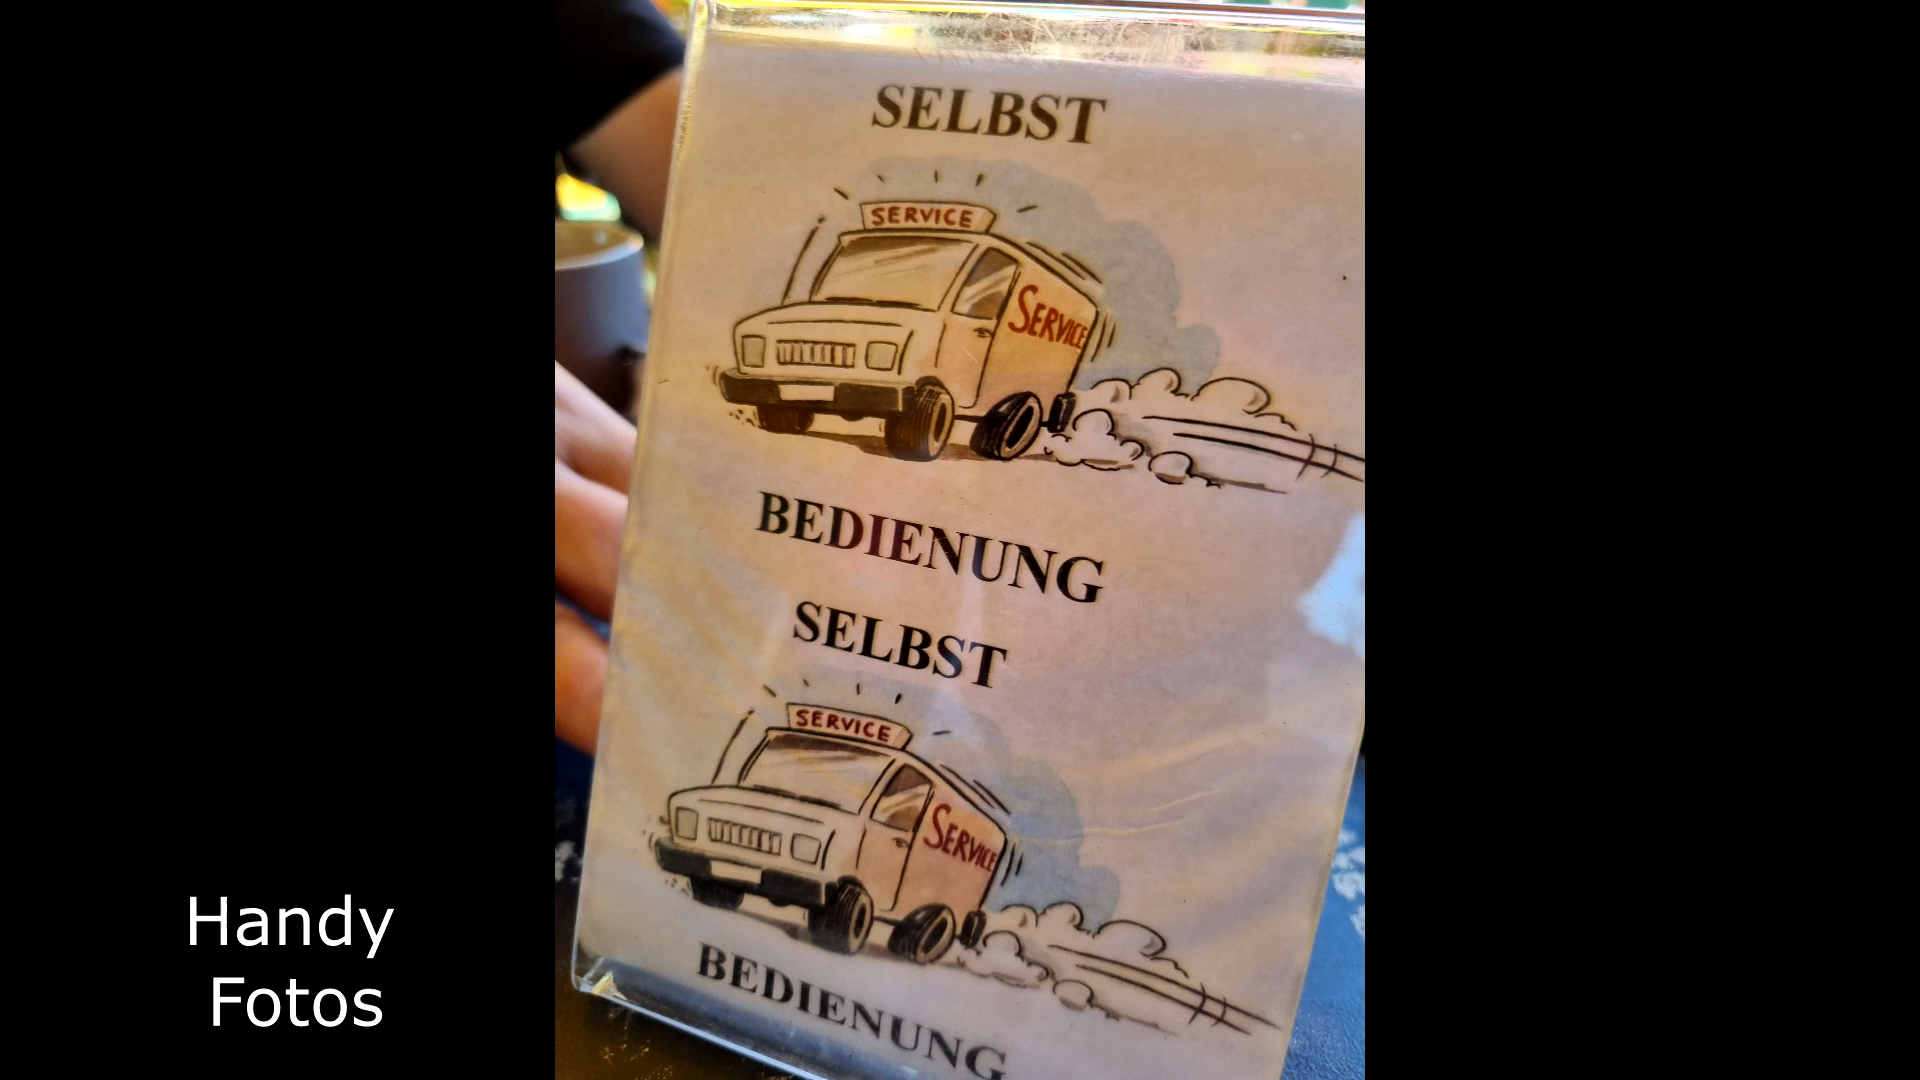 SELBST
SERVICE
SERVICE
BEDIENUNG
SELBST
SERVICE
SERVICE
BEDIENUNG
Handy
Fotos